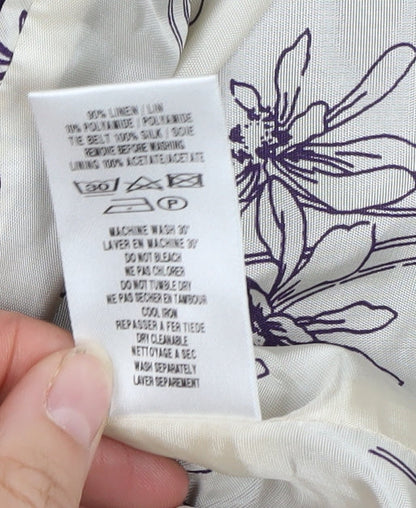 90% LINEN / LIN
10% POLYAMIDE / POLYAMIDE
TIE BELT 100% SILK / SOIE
REMOVE BEFORE WASHING
LINING 100% ACETATE/ACETATE
30
P
MACHINE WASH 30°
LAVER EN MACHINE 30°
DO NOT BLEACH
NE PAS CHLORER
DO NOT TUMBLE DRY
NE PAS SECHER EN TAMBOUR
COOL IRON
REPASSER A FER TIEDE
DRY CLEANABLE
NETTOYAGE A SEC
WASH SEPARATELY
LAVER SEPAREMENT